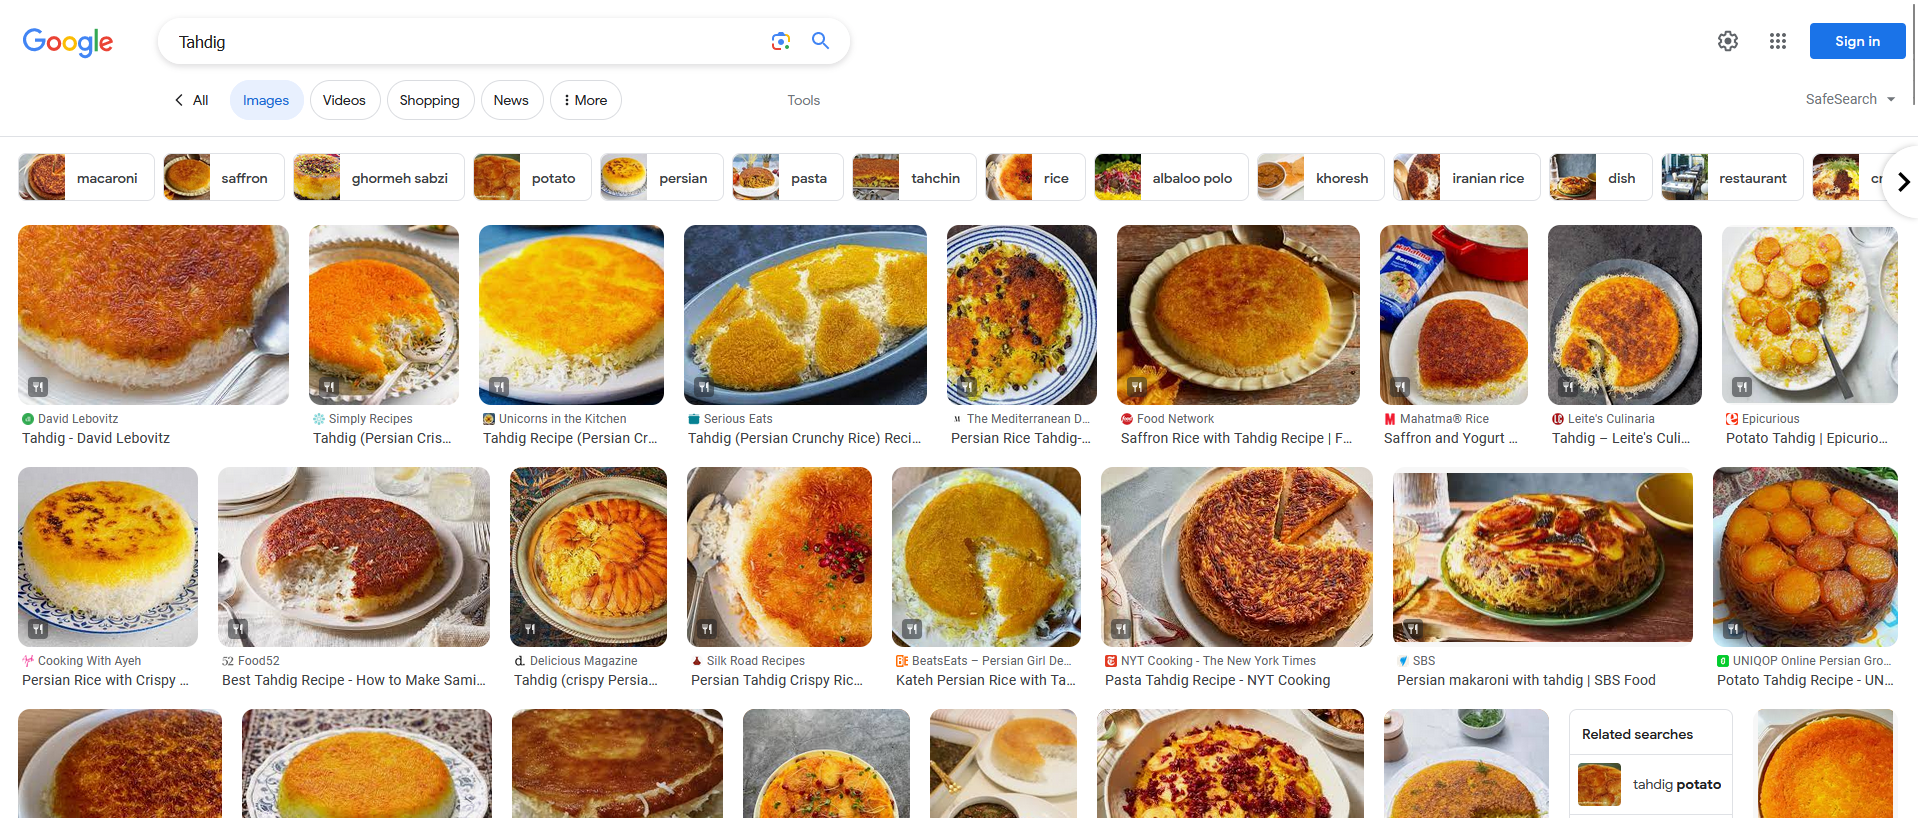 Google
Tahdig
Sign in
All
Images
Videos
Shopping
News
More
Tools
SafeSearch
macaroni
saffron
ghormeh sabzi
potato
persian
pasta
tahchin
rice
albaloo polo
khoresh
iranian rice
dish
restaurant
David Lebovitz
Tahdig - David Lebovitz
Simply Recipes
Tahdig (Persian Cris...
Unicorns in the Kitchen
Tahdig Recipe (Persian Cr...
Serious Eats
Tahdig (Persian Crunchy Rice) Reci...
The Mediterranean D...
Persian Rice Tahdig-...
Food Network
Saffron Rice with Tahdig Recipe | F...
Mahatma® Rice
Saffron and Yogurt ...
Leite's Culinaria
Tahdig – Leite's Culi...
Epicurious
Potato Tahdig | Epicurio...
Cooking With Ayeh
Persian Rice with Crispy ...
52 Food52
Best Tahdig Recipe - How to Make Sami...
d. Delicious Magazine
Tahdig (crispy Persia...
Silk Road Recipes
Persian Tahdig Crispy Ric...
BeatsEats – Persian Girl De...
Kateh Persian Rice with Ta...
NYT Cooking - The New York Times
Pasta Tahdig Recipe - NYT Cooking
SBS
Persian makaroni with tahdig | SBS Food
UNIQOP Online Persian Gro...
Potato Tahdig Recipe - UN...
Related searches
tahdig potato